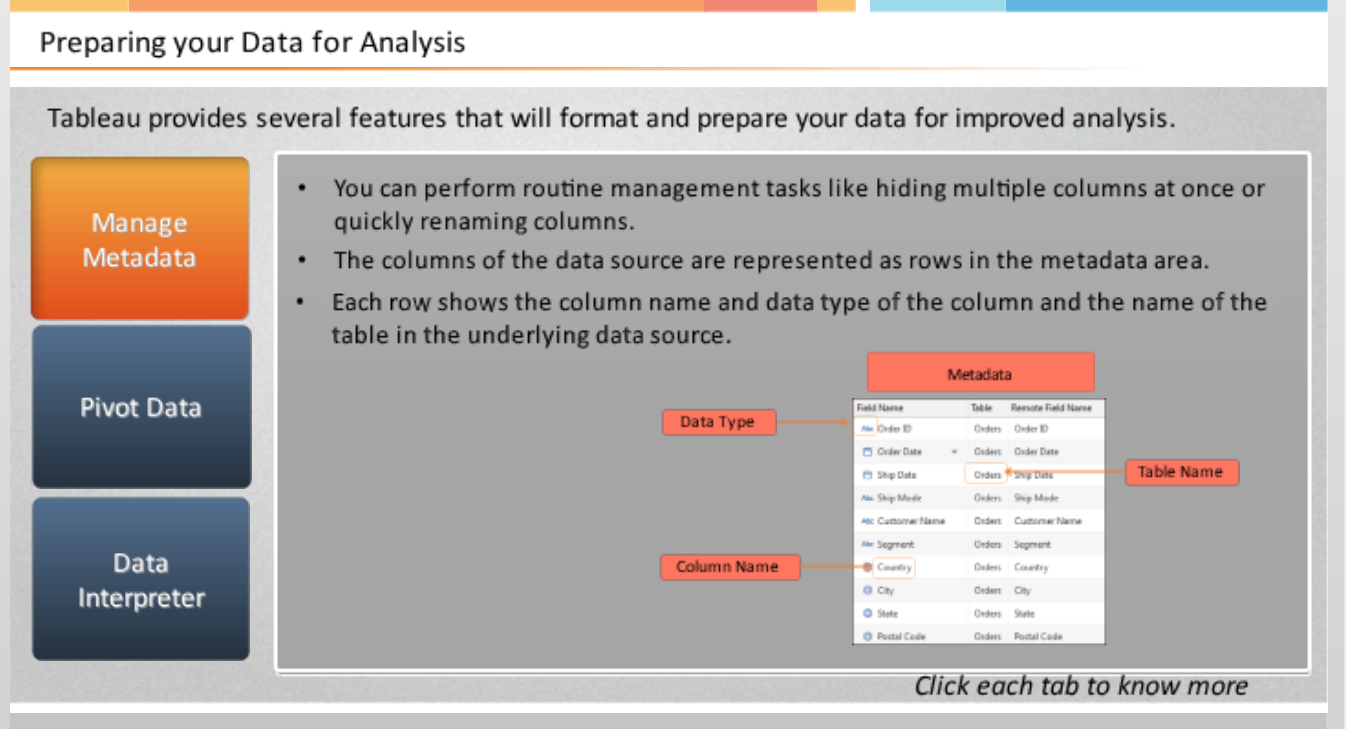 Preparing your Data for Analysis
Tableau provides several features that will format and prepare your data for improved analysis.
Manage
Metadata
Pivot Data
Data
Interpreter
• You can perform routine management tasks like hiding multiple columns at once or
quickly renaming columns.
• The columns of the data source are represented as rows in the metadata area.
• Each row shows the column name and data type of the column and the name of the
table in the underlying data source.
Metadata
Data Type
Table Name
Column Name
Field Name Table Remote Field Name
Abc Order ID Orders Order ID
Order Date Orders Order Date
Ship Date Orders Ship Date
Abc Ship Mode Orders Ship Mode
Abc Customer Name Orders Customer Name
Abc Segment Orders Segment
Country Orders Country
City Orders City
State Orders State
Postal Code Orders Postal Code
Click each tab to know more